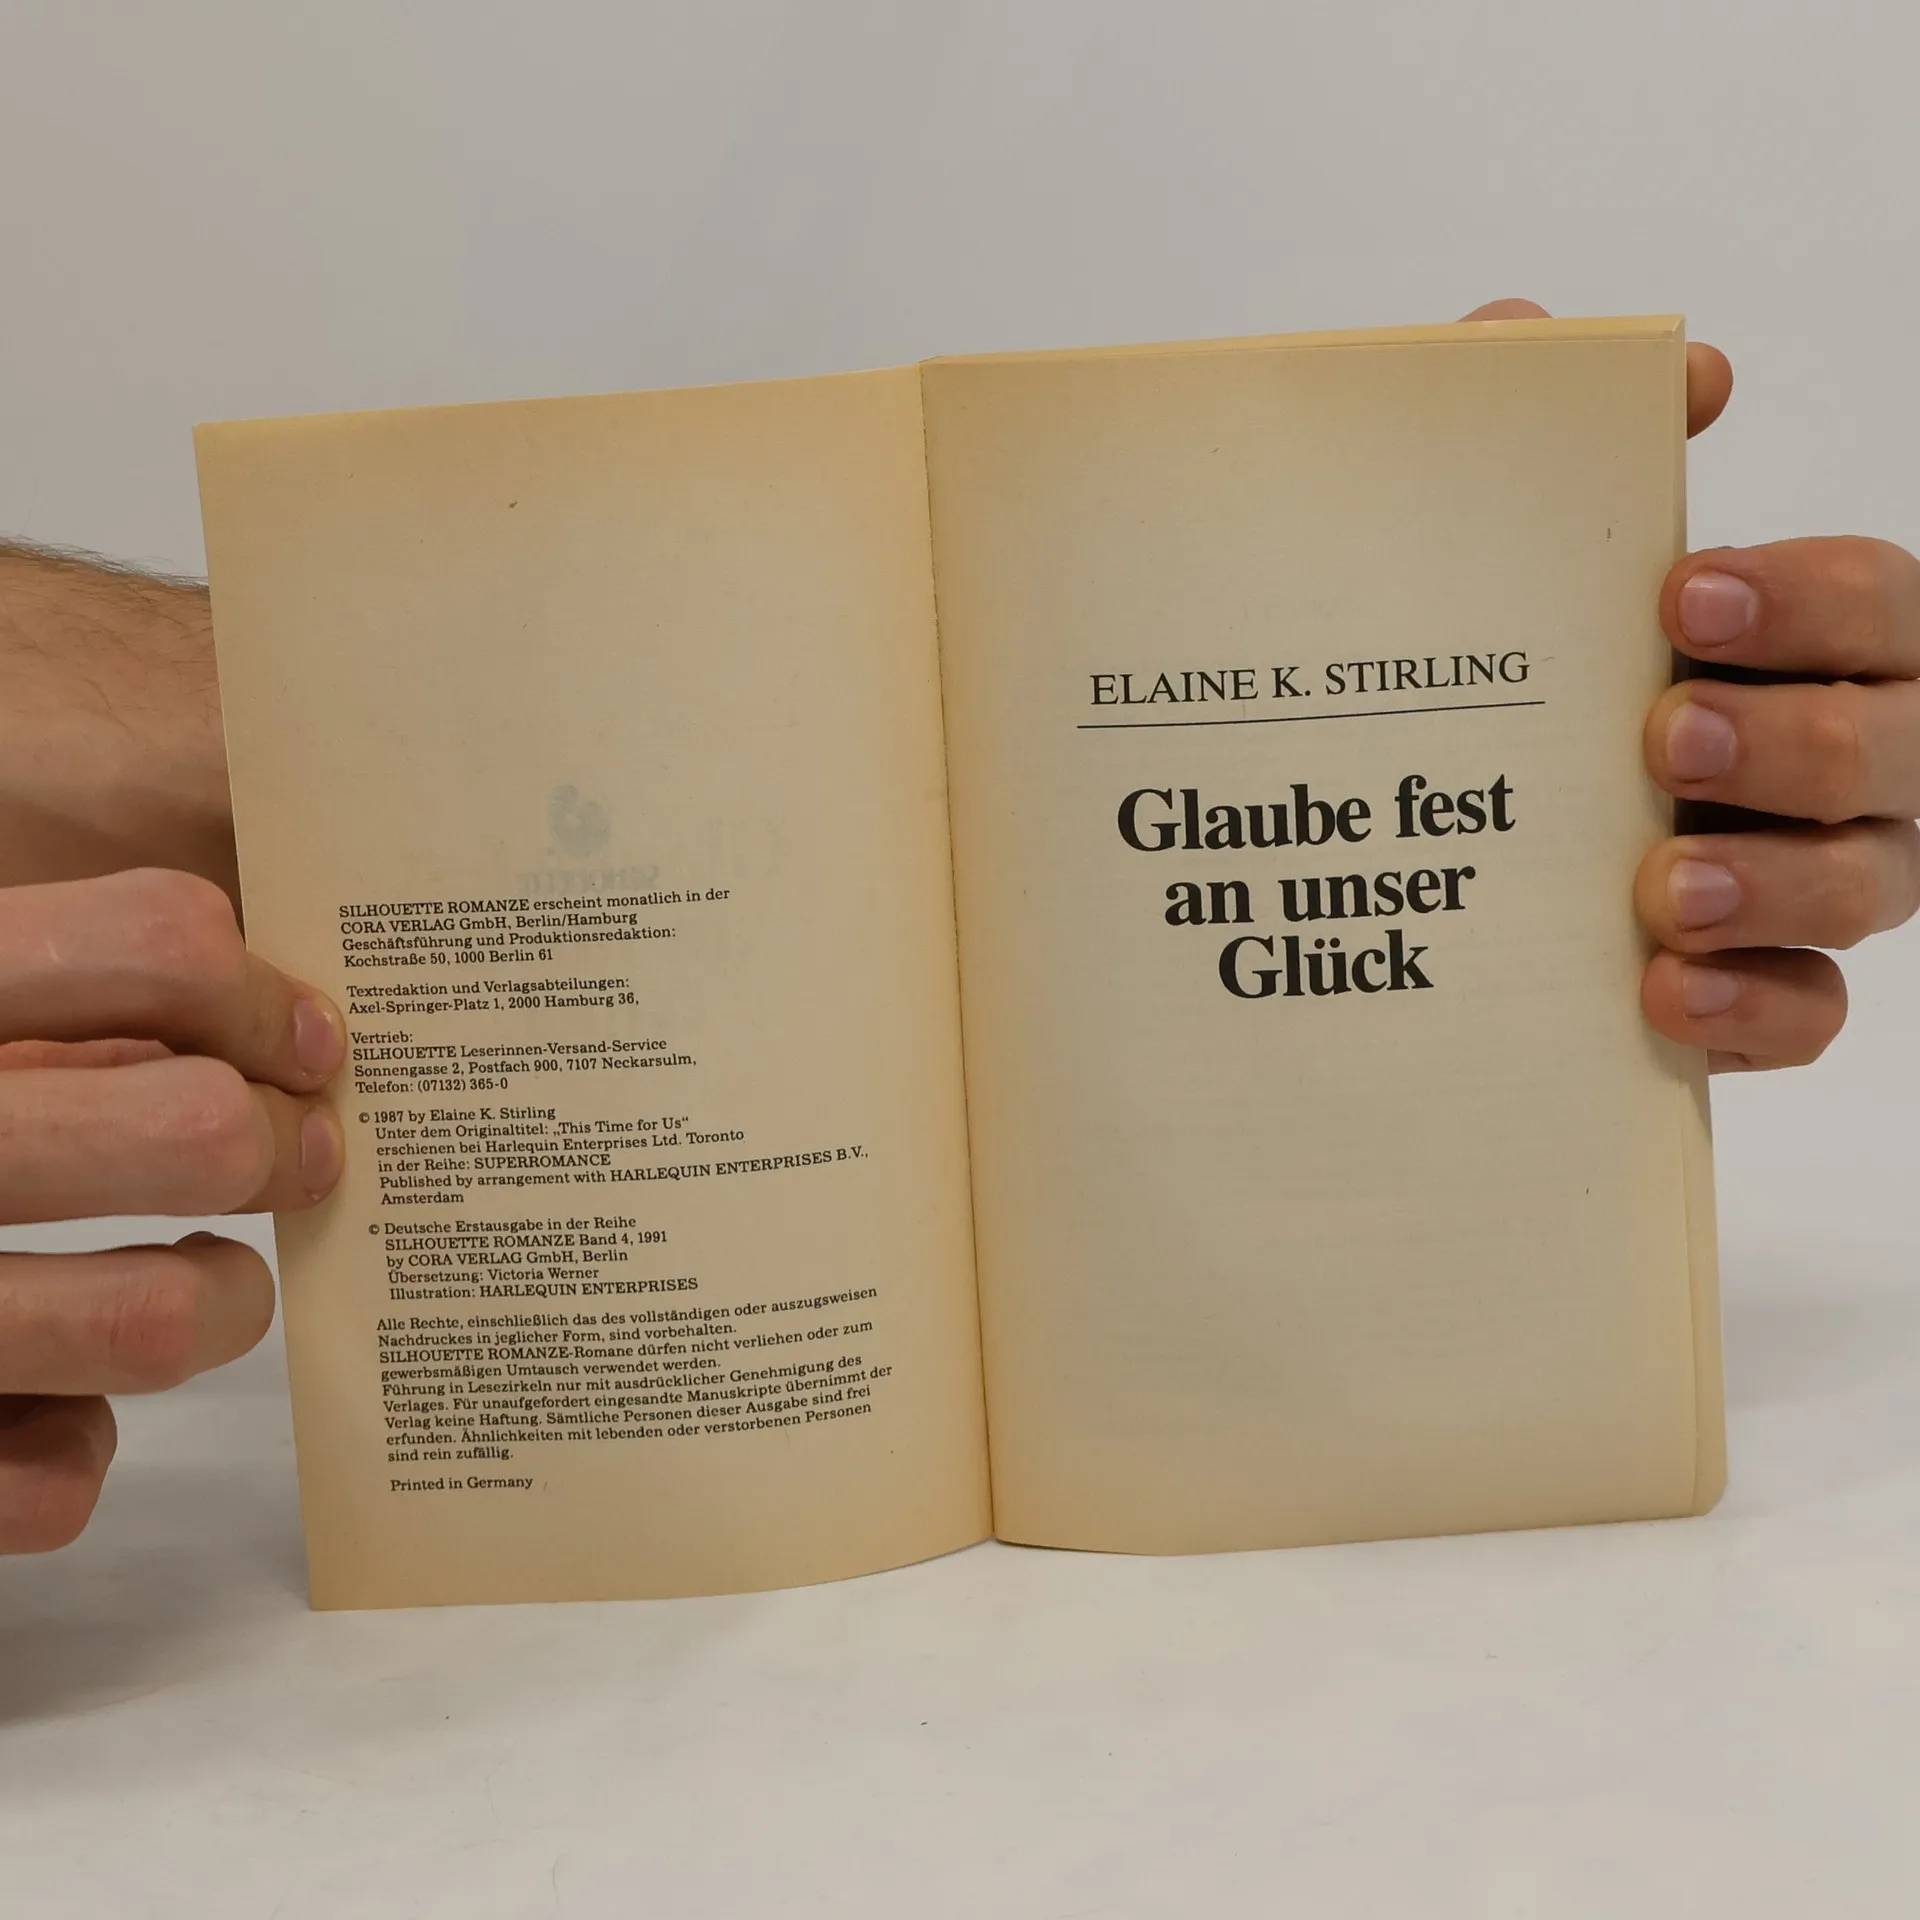 SILHOUETTE ROMANZE erscheint monatlich in der
CORA VERLAG GmbH, Berlin/Hamburg
Geschäftsführung und Produktionsredaktion:
Kochstraße 50, 1000 Berlin 61
Textredaktion und Verlagsabteilungen:
Axel-Springer-Platz 1, 2000 Hamburg 36,
Vertrieb:
SILHOUETTE Leserinnen-Versand-Service
Sonnengasse 2, Postfach 900, 7107 Neckarsulm,
Telefon: (07132) 365-0
© 1987 by Elaine K. Stirling
Unter dem Originaltitel: „This Time for Us“
erschienen bei Harlequin Enterprises Ltd. Toronto
in der Reihe: SUPERROMANCE
Published by arrangement with HARLEQUIN ENTERPRISES B.V.,
Amsterdam
© Deutsche Erstausgabe in der Reihe
SILHOUETTE ROMANZE Band 4, 1991
by CORA VERLAG GmbH, Berlin
Übersetzung: Victoria Werner
Illustration: HARLEQUIN ENTERPRISES
Alle Rechte, einschließlich das des vollständigen oder auszugsweisen
Nachdruckes in jeglicher Form, sind vorbehalten.
SILHOUETTE ROMANZE-Romane dürfen nicht verliehen oder zum
gewerbsmäßigen Umtausch verwendet werden.
Führung in Lesezirkeln nur mit ausdrücklicher Genehmigung des
Verlages. Für unaufgefordert eingesandte Manuskripte übernimmt der
Verlag keine Haftung. Sämtliche Personen dieser Ausgabe sind frei
erfunden. Ähnlichkeiten mit lebenden oder verstorbenen Personen
sind rein zufällig.
Printed in Germany
ELAINE K. STIRLING
Glaube fest
an unser
Glück